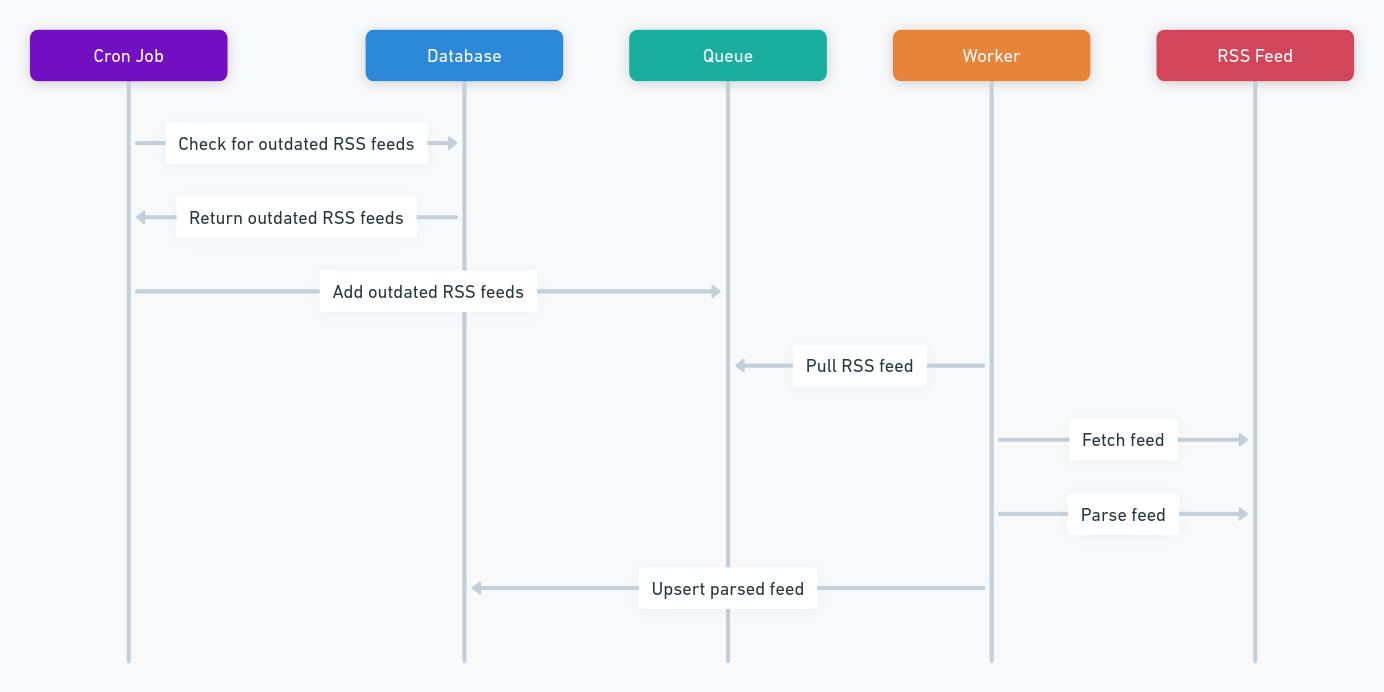 Cron Job
Database
Queue
Worker
RSS Feed
Check for outdated RSS feeds
Return outdated RSS feeds
Add outdated RSS feeds
Pull RSS feed
Fetch feed
Parse feed
Upsert parsed feed